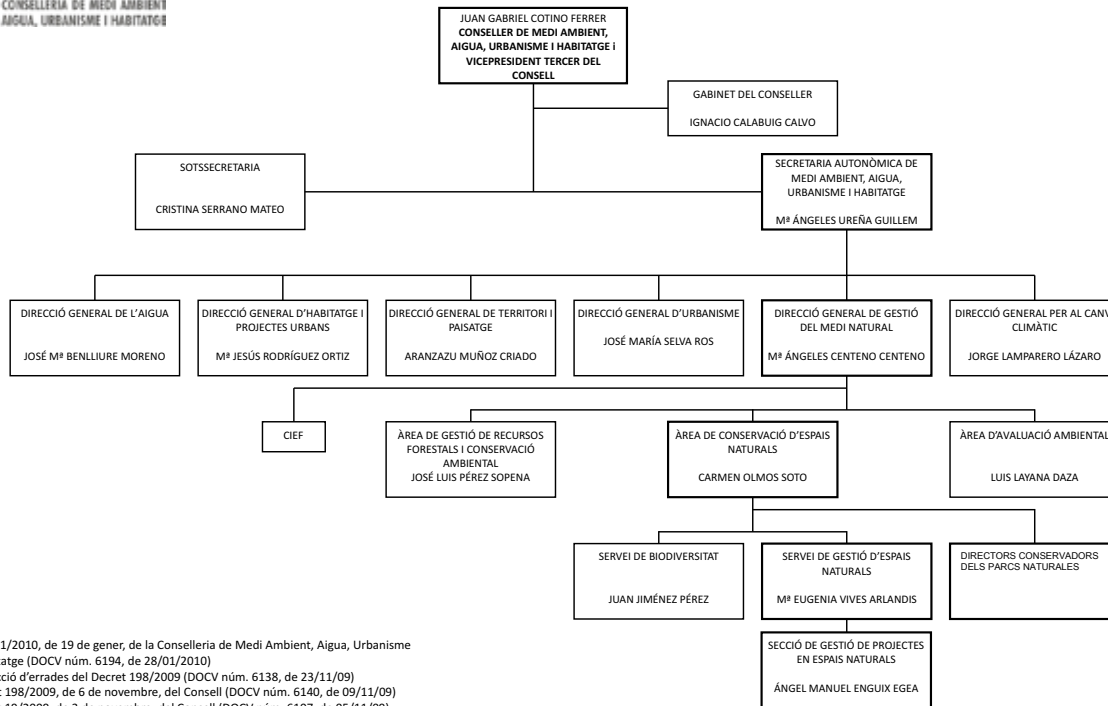 CONSELLERIA DE MEDI AMBIENT
AIGUA, URBANISME I HABITATGE
JUAN GABRIEL COTINO FERRER
CONSELLER DE MEDI AMBIENT,
AIGUA, URBANISME I HABITATGE i
VICEPRESIDENT TERCER DEL
CONSELL
GABINET DEL CONSELLER
IGNACIO CALABUIG CALVO
SOTSSECRETARIA
CRISTINA SERRANO MATEO
SECRETARIA AUTONÒMICA DE
MEDI AMBIENT, AIGUA,
URBANISME I HABITATGE
Mª ÁNGELES UREÑA GUILLEM
DIRECCIÓ GENERAL DE L'AIGUA
JOSÉ Mª BENLLIURE MORENO
DIRECCIÓ GENERAL D'HABITATGE I
PROJECTES URBANS
Mª JESÚS RODRÍGUEZ ORTIZ
DIRECCIÓ GENERAL DE TERRITORI I
PAISATGE
ARANZAZU MUÑOZ CRIADO
DIRECCIÓ GENERAL D'URBANISME
JOSÉ MARÍA SELVA ROS
DIRECCIÓ GENERAL DE GESTIÓ
DEL MEDI NATURAL
Mª ÁNGELES CENTENO CENTENO
DIRECCIÓ GENERAL PER AL CANV
CLIMÀTIC
JORGE LAMPARERO LÁZARO
CIEF
ÀREA DE GESTIÓ DE RECURSOS
FORESTALS I CONSERVACIÓ
AMBIENTAL
JOSÉ LUIS PÉREZ SOPENA
ÀREA DE CONSERVACIÓ D'ESPAIS
NATURALS
CARMEN OLMOS SOTO
ÀREA D'AVALUACIÓ AMBIENTAL
LUIS LAYANA DAZA
SERVEI DE BIODIVERSITAT
JUAN JIMÉNEZ PÉREZ
SERVEI DE GESTIÓ D'ESPAIS
NATURALS
Mª EUGENIA VIVES ARLANDIS
DIRECTORS CONSERVADORS
DELS PARCS NATURALES
SECCIÓ DE GESTIÓ DE PROJECTES
EN ESPAIS NATURALS
ÁNGEL MANUEL ENGUIX EGEA
1/2010, de 19 de gener, de la Conselleria de Medi Ambient, Aigua, Urbanisme
tatge (DOCV núm. 6194, de 28/01/2010)
cció d'errades del Decret 198/2009 (DOCV núm. 6138, de 23/11/09)
t 198/2009, de 6 de novembre, del Consell (DOCV núm. 6140, de 09/11/09)